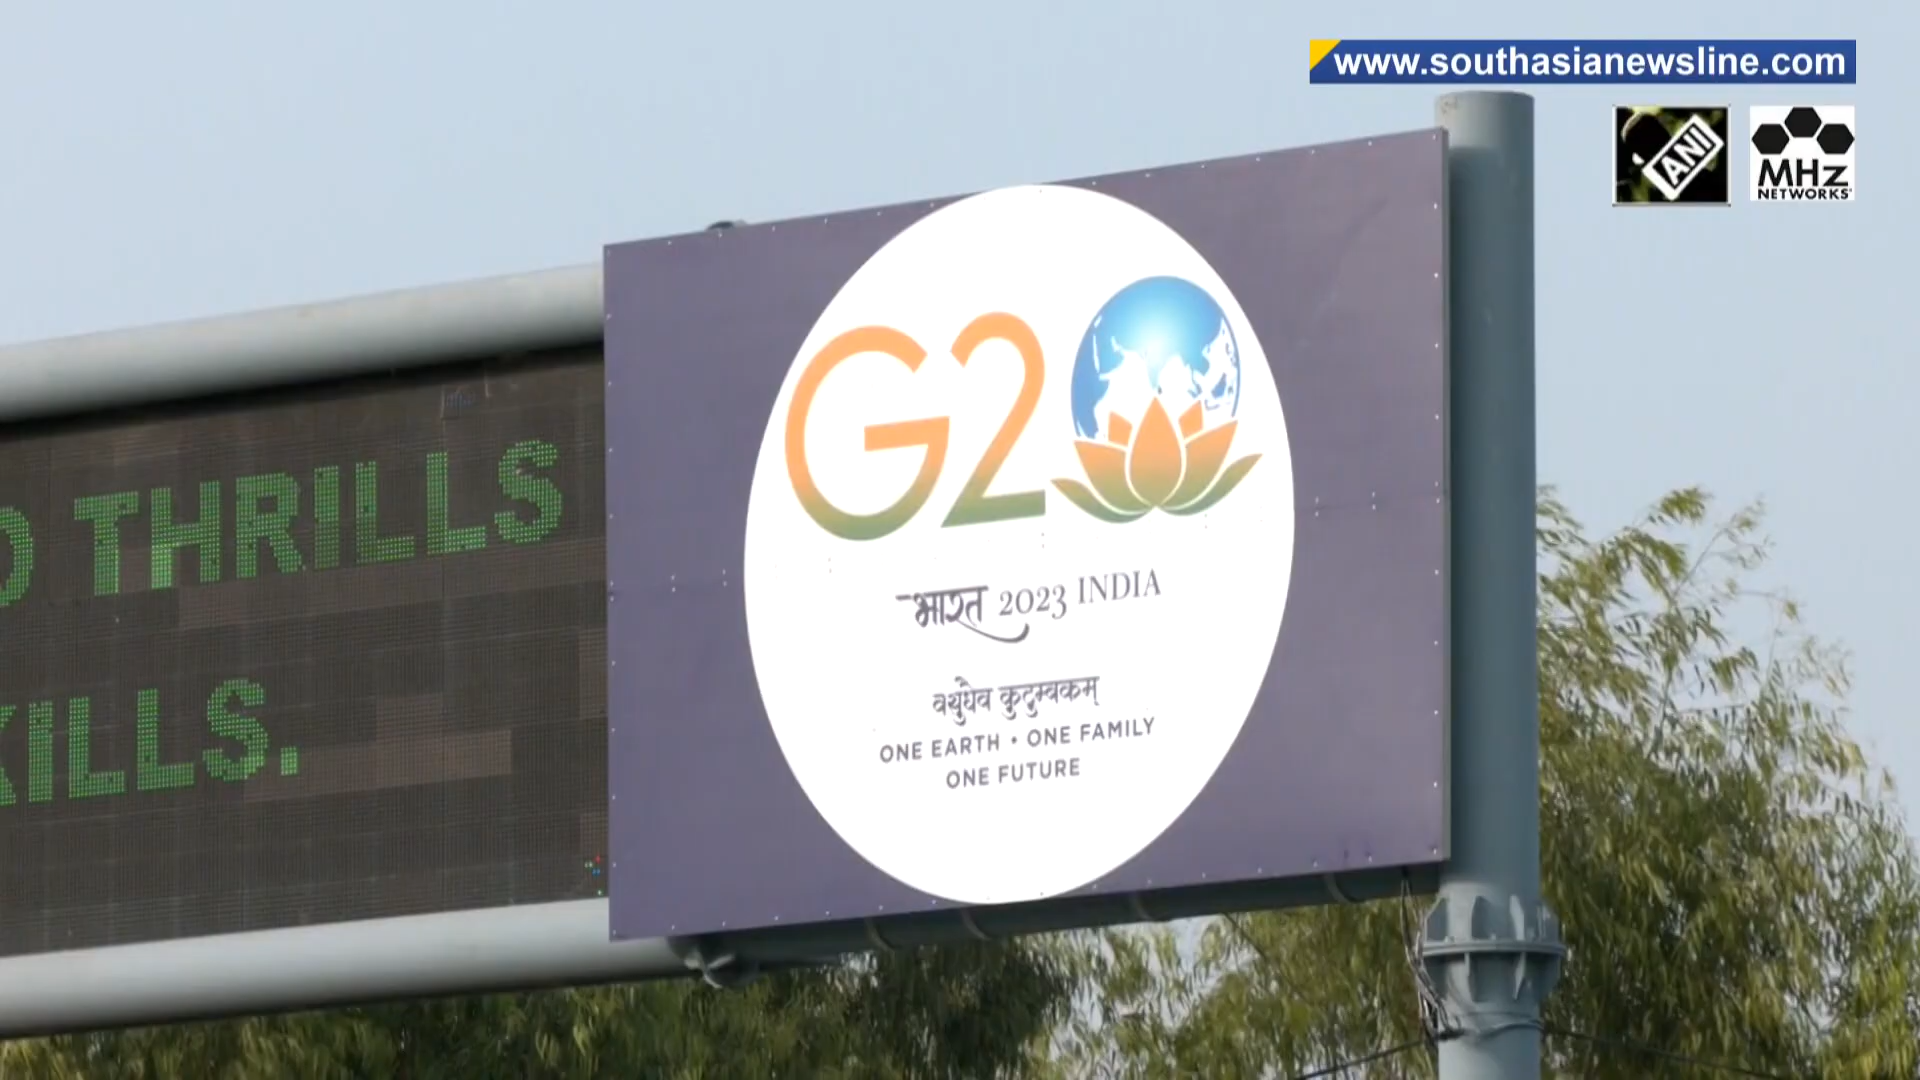 www.southasianewsline.com
ANI
MHz
NETWORKS
THRILLS
KILLS.
G20
भारत 2023 INDIA
वसुधैव कुटुम्बकम्
ONE EARTH • ONE FAMILY
ONE FUTURE